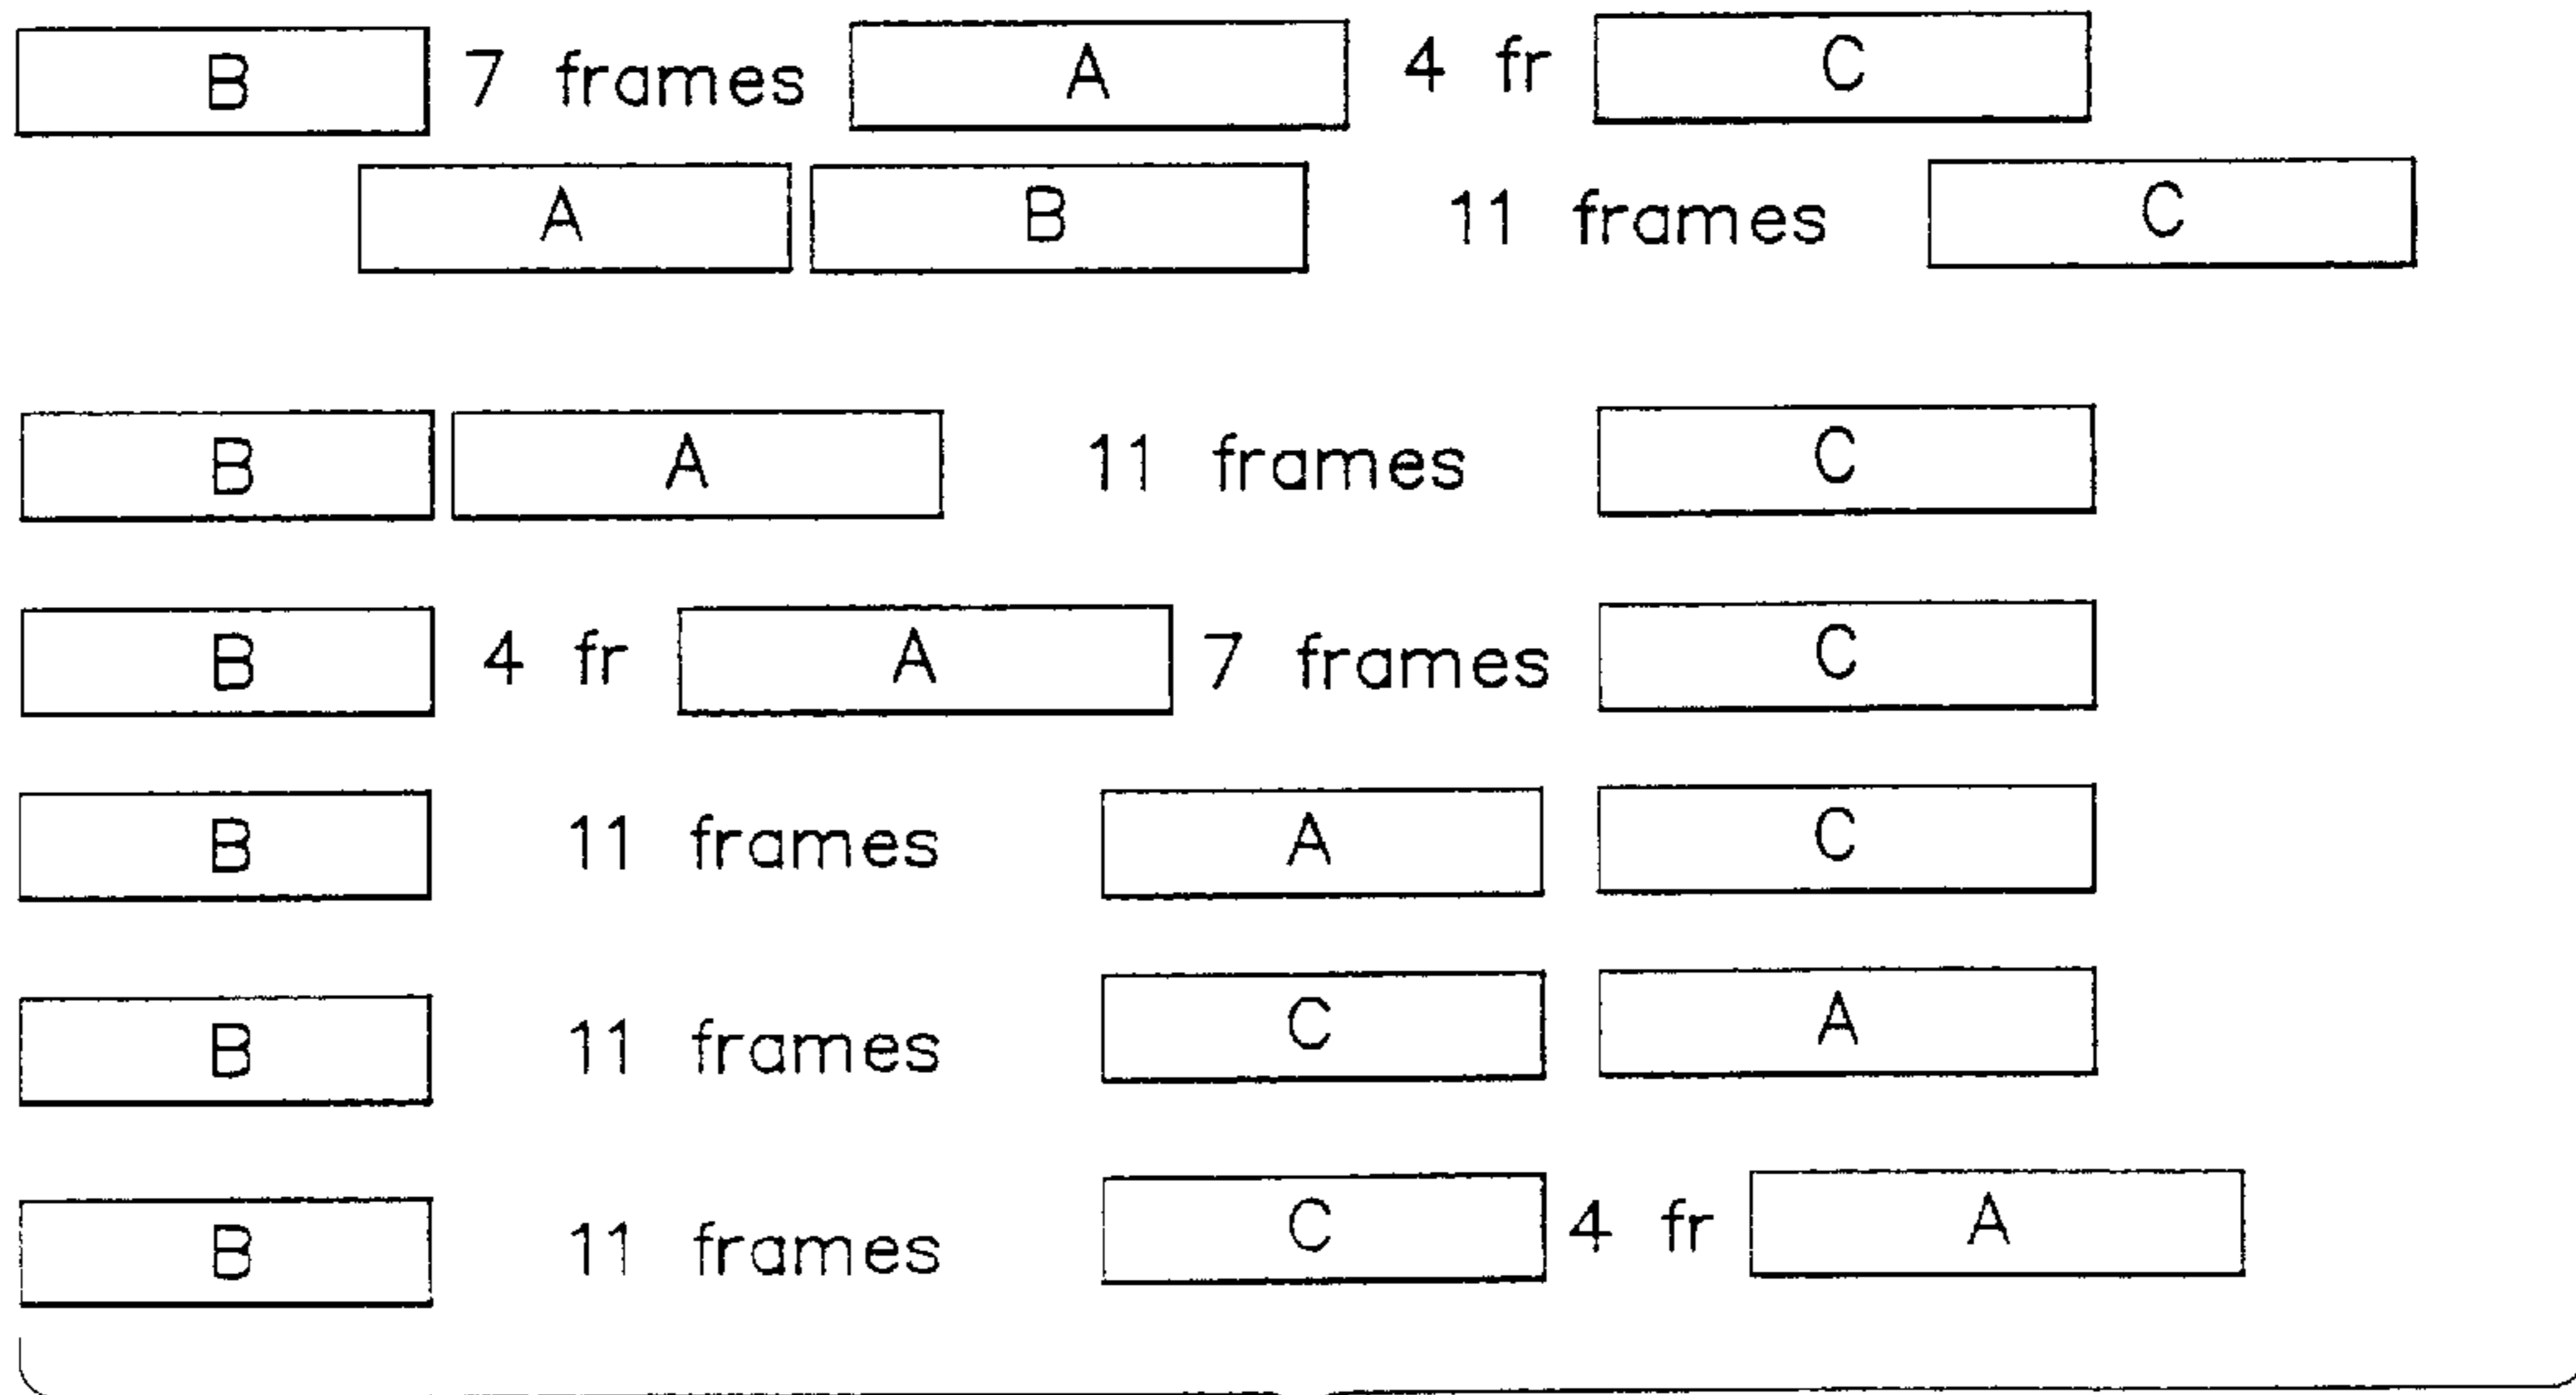 B 7 frames A 4 fr C
A B 11 frames C
B A 11 frames C
B 4 fr A 7 frames C
B 11 frames A C
B 11 frames C A
B 11 frames C 4 fr A